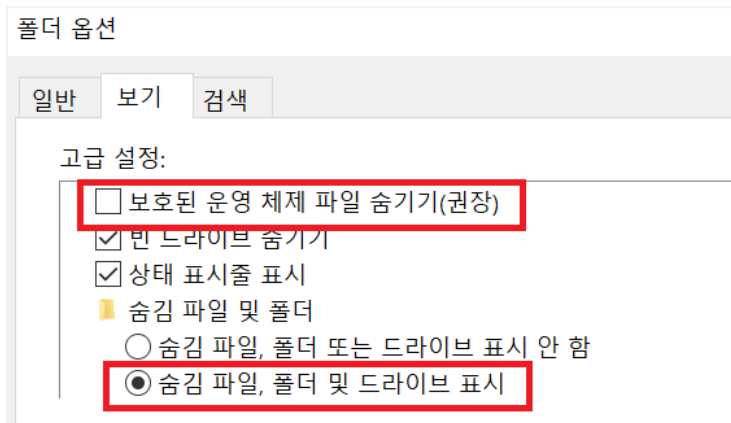 폴더 옵션
일반 보기 검색
고급 설정:
보호된 운영 체제 파일 숨기기(권장)
빈 드라이브 숨기기
상태 표시줄 표시
숨김 파일 및 폴더
숨김 파일, 폴더 또는 드라이브 표시 안 함
숨김 파일, 폴더 및 드라이브 표시